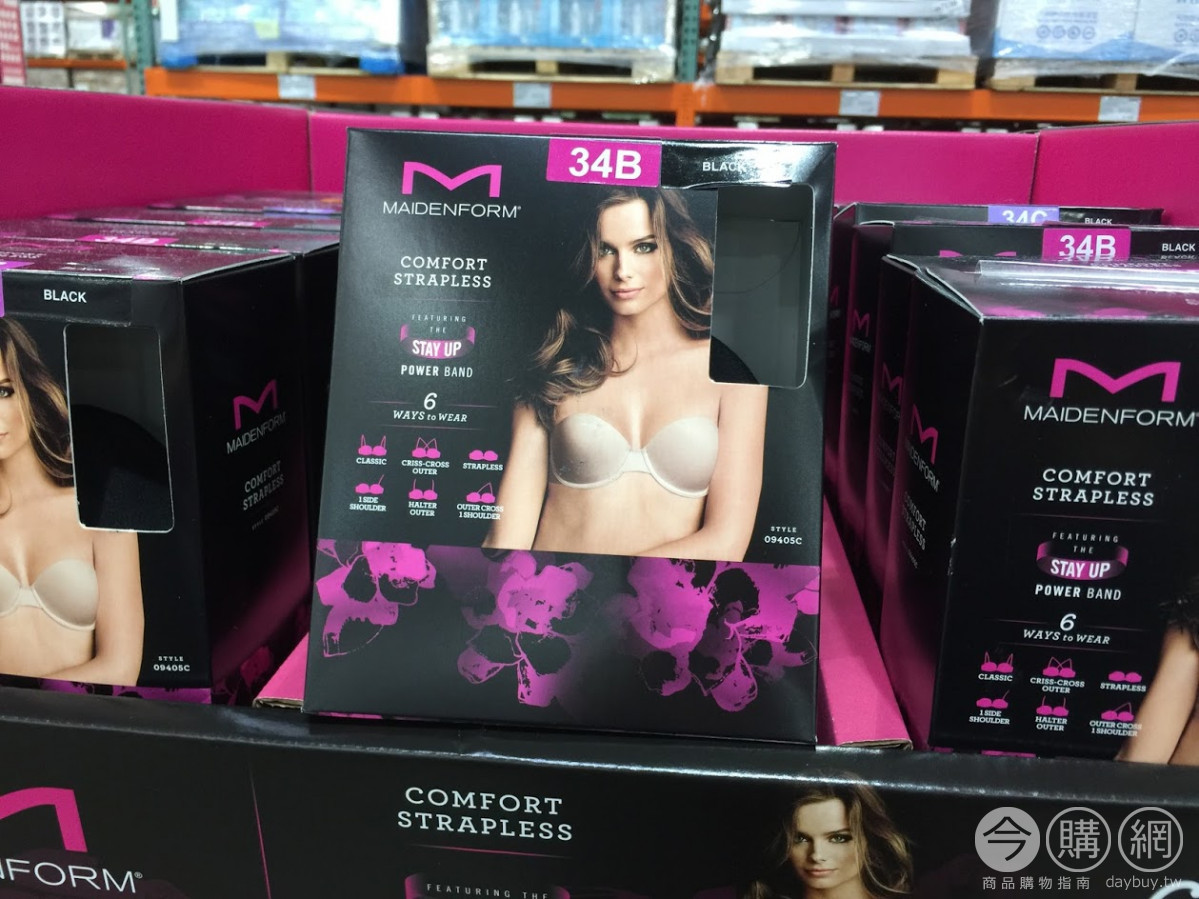 34B
BLACK
MAIDENFORM®
COMFORT
STRAPLESS
FEATURING
THE
STAY UP
POWER BAND
6
WAYS to WEAR
CLASSIC
CRISS-CROSS
OUTER
STRAPLESS
1 SIDE
SHOULDER
HALTER
OUTER
OUTER CROSS
1 SHOULDER
STYLE
09405C
BLACK
MAIDENFORM
COMFORT
STRAPLESS
STYLE
09405C
34C
BLACK
34B
BLACK
MAIDENFORM
COMFORT
STRAPLESS
MAIDENFORM
COMFORT
STRAPLESS
FEATURING
THE
STAY UP
POWER BAND
6
WAYS to WEAR
CLASSIC
CRISS-CROSS
OUTER
STRAPLESS
1 SIDE
SHOULDER
HALTER
OUTER
OUTER CROSS
1 SHOULDER
NFORM®
COMFORT
STRAPLESS
FEATURING THE
今購網
商品購物指南 daybuy.tw